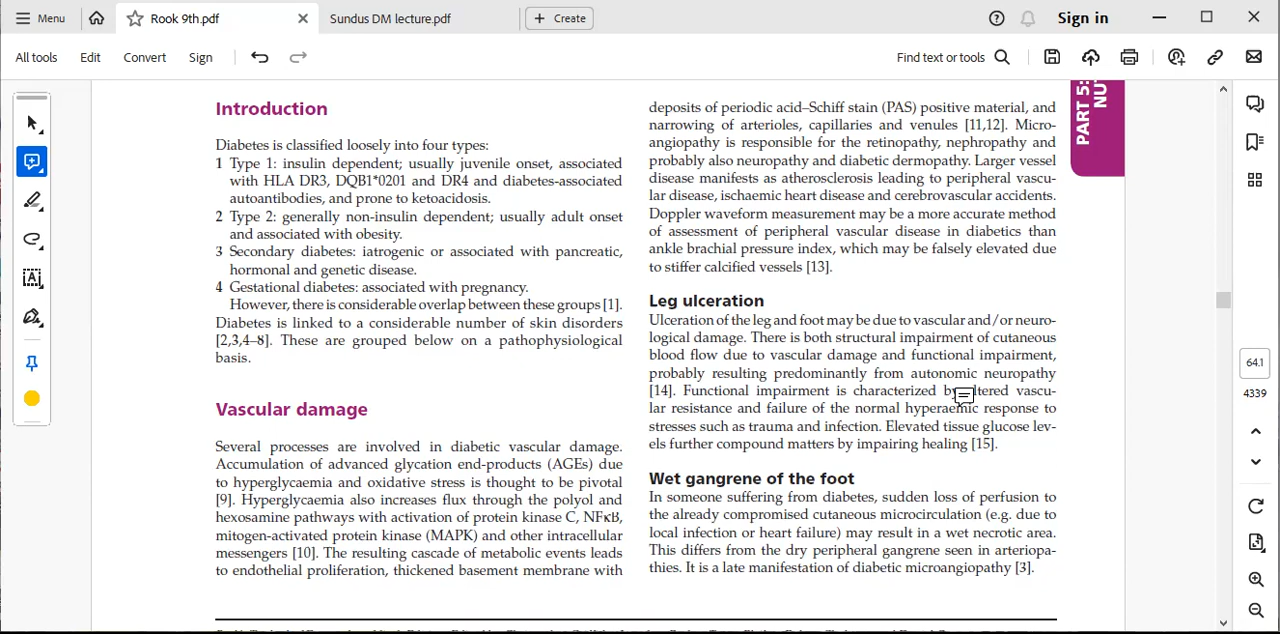 Menu
Rook 9th.pdf
Sundus DM lecture.pdf
Create
Sign in
All tools
Edit
Convert
Sign
Find text or tools
Introduction
Diabetes is classified loosely into four types:
1 Type 1: insulin dependent; usually juvenile onset, associated
with HLA DR3, DQB1*0201 and DR4 and diabetes-associated
autoantibodies, and prone to ketoacidosis.
2 Type 2: generally non-insulin dependent; usually adult onset
and associated with obesity.
3 Secondary diabetes: iatrogenic or associated with pancreatic,
hormonal and genetic disease.
4 Gestational diabetes: associated with pregnancy.
However, there is considerable overlap between these groups [1].
Diabetes is linked to a considerable number of skin disorders
[2,3,4–8]. These are grouped below on a pathophysiological
basis.
Vascular damage
Several processes are involved in diabetic vascular damage.
Accumulation of advanced glycation end-products (AGEs) due
to hyperglycaemia and oxidative stress is thought to be pivotal
[9]. Hyperglycaemia also increases flux through the polyol and
hexosamine pathways with activation of protein kinase C, NFκB,
mitogen-activated protein kinase (MAPK) and other intracellular
messengers [10]. The resulting cascade of metabolic events leads
to endothelial proliferation, thickened basement membrane with
deposits of periodic acid–Schiff stain (PAS) positive material, and
narrowing of arterioles, capillaries and venules [11,12]. Micro-
angiopathy is responsible for the retinopathy, nephropathy and
probably also neuropathy and diabetic dermopathy. Larger vessel
disease manifests as atherosclerosis leading to peripheral vascu-
lar disease, ischaemic heart disease and cerebrovascular accidents.
Doppler waveform measurement may be a more accurate method
of assessment of peripheral vascular disease in diabetics than
ankle brachial pressure index, which may be falsely elevated due
to stiffer calcified vessels [13].
Leg ulceration
Ulceration of the leg and foot may be due to vascular and/or neuro-
logical damage. There is both structural impairment of cutaneous
blood flow due to vascular damage and functional impairment,
probably resulting predominantly from autonomic neuropathy
[14]. Functional impairment is characterized by altered vascu-
lar resistance and failure of the normal hyperaemic response to
stresses such as trauma and infection. Elevated tissue glucose lev-
els further compound matters by impairing healing [15].
Wet gangrene of the foot
In someone suffering from diabetes, sudden loss of perfusion to
the already compromised cutaneous microcirculation (e.g. due to
local infection or heart failure) may result in a wet necrotic area.
This differs from the dry peripheral gangrene seen in arteriopa-
thies. It is a late manifestation of diabetic microangiopathy [3].
PART 5:
NU
64.1
4339